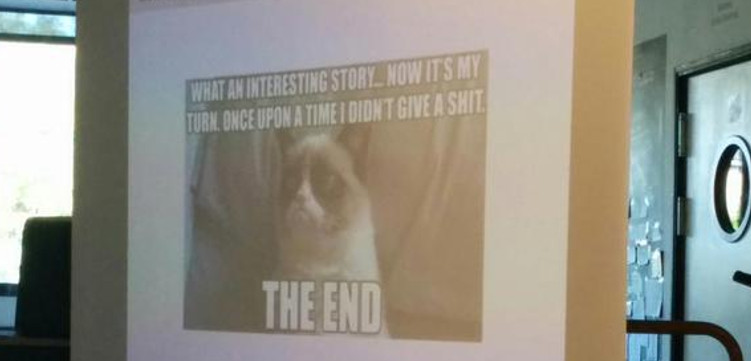 WHAT AN INTERESTING STORY... NOW IT'S MY
TURN. ONCE UPON A TIME I DIDN'T GIVE A SHIT.
THE END